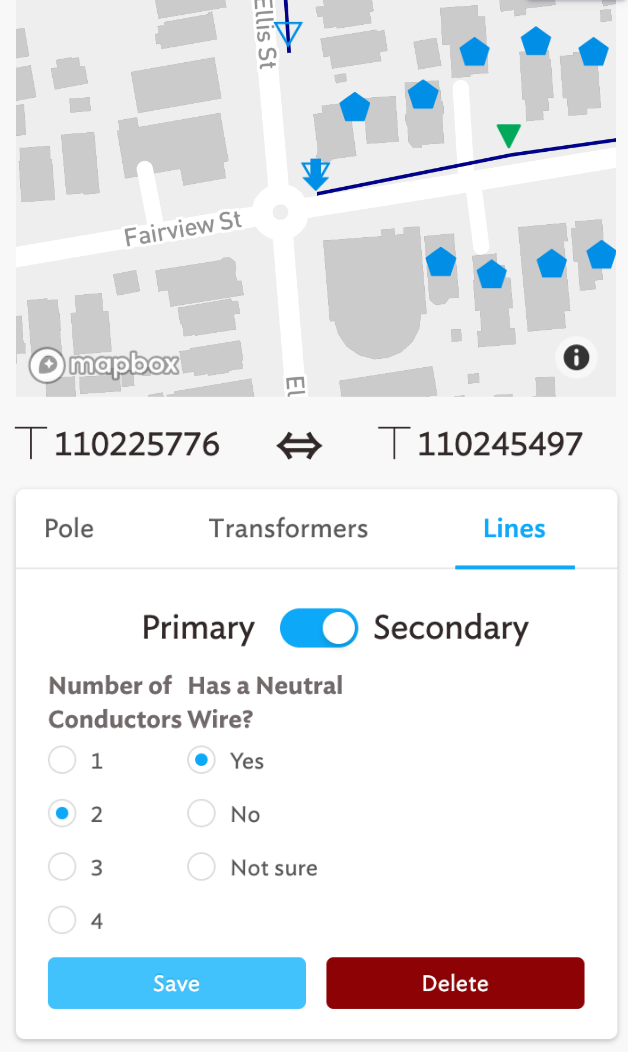 Ellis St
Fairview St
mapbox
El
110225776 ⇔ 110245497
Pole Transformers Lines
Primary Secondary
Number of Has a Neutral
Conductors Wire?
1 Yes
2 No
3 Not sure
4
Save Delete